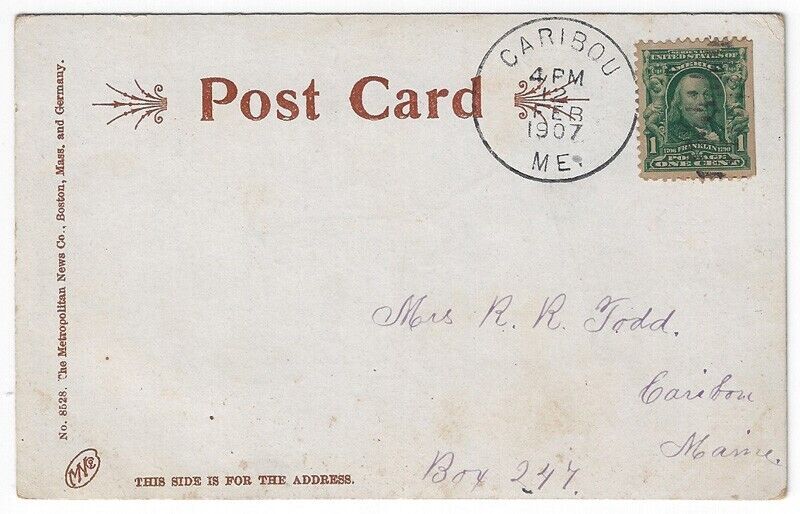 Post Card
CARIBOU
4 PM
12
FEB
1907
ME.
UNITED STATES OF
AMERICA
1 1706 FRANKLIN 1790 1
POSTAGE
ONE CENT
Mrs R. R. Todd.
Caribou
Maine.
Box 247.
No. 8528. The Metropolitan News Co., Boston, Mass. and Germany.
MNCo
THIS SIDE IS FOR THE ADDRESS.